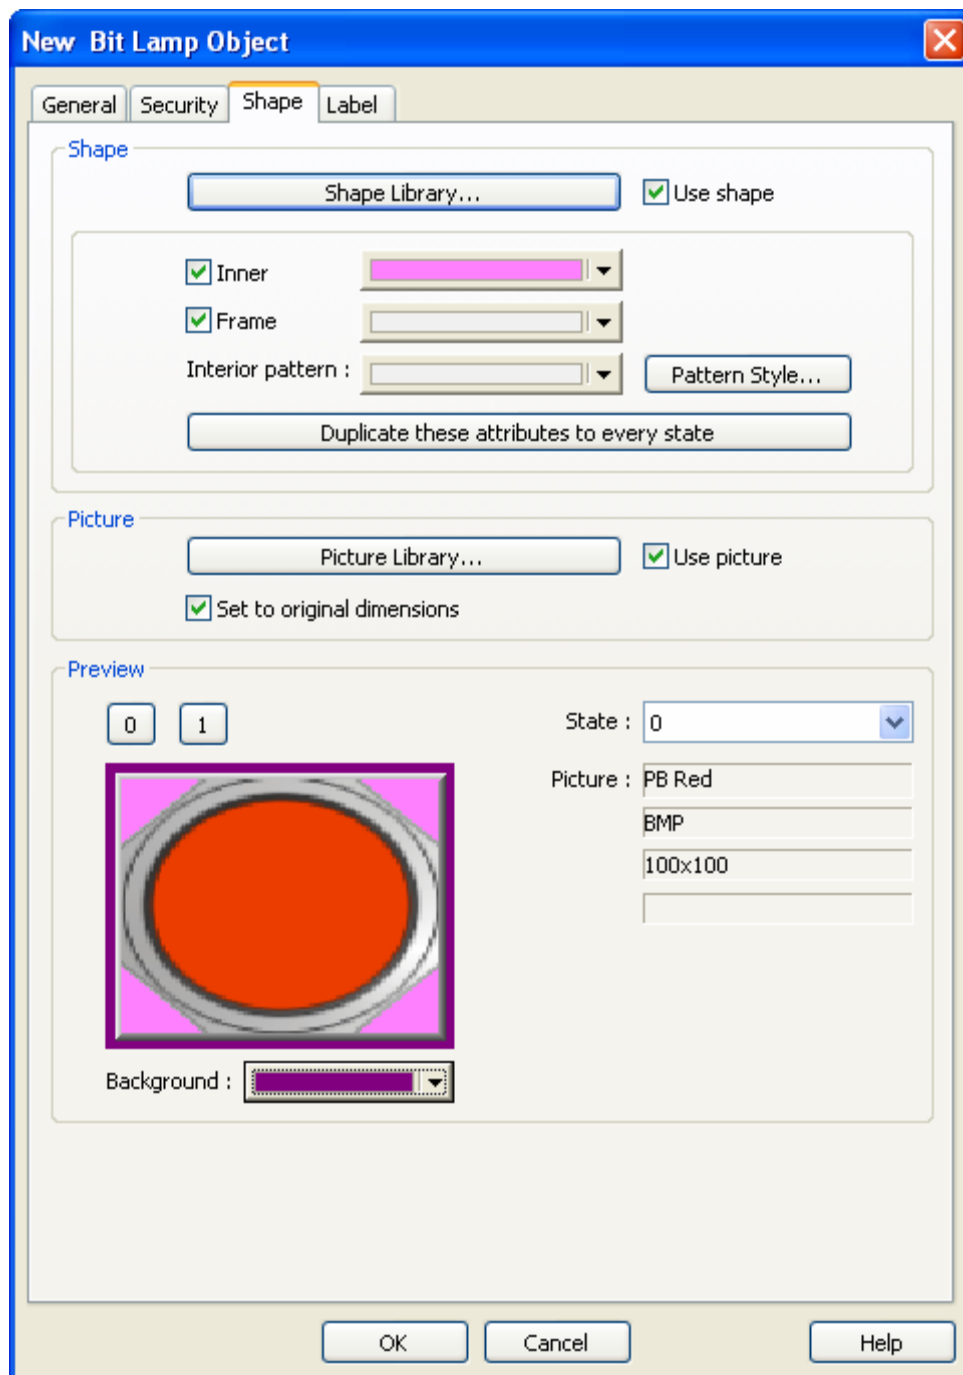 New  Bit Lamp Object
General Security Shape Label
Shape
Shape Library... Use shape
Inner
Frame
Interior pattern : Pattern Style...
Duplicate these attributes to every state
Picture
Picture Library... Use picture
Set to original dimensions
Preview
0 1 State : 0
Picture : PB Red
BMP
100x100
Background :
OK Cancel Help